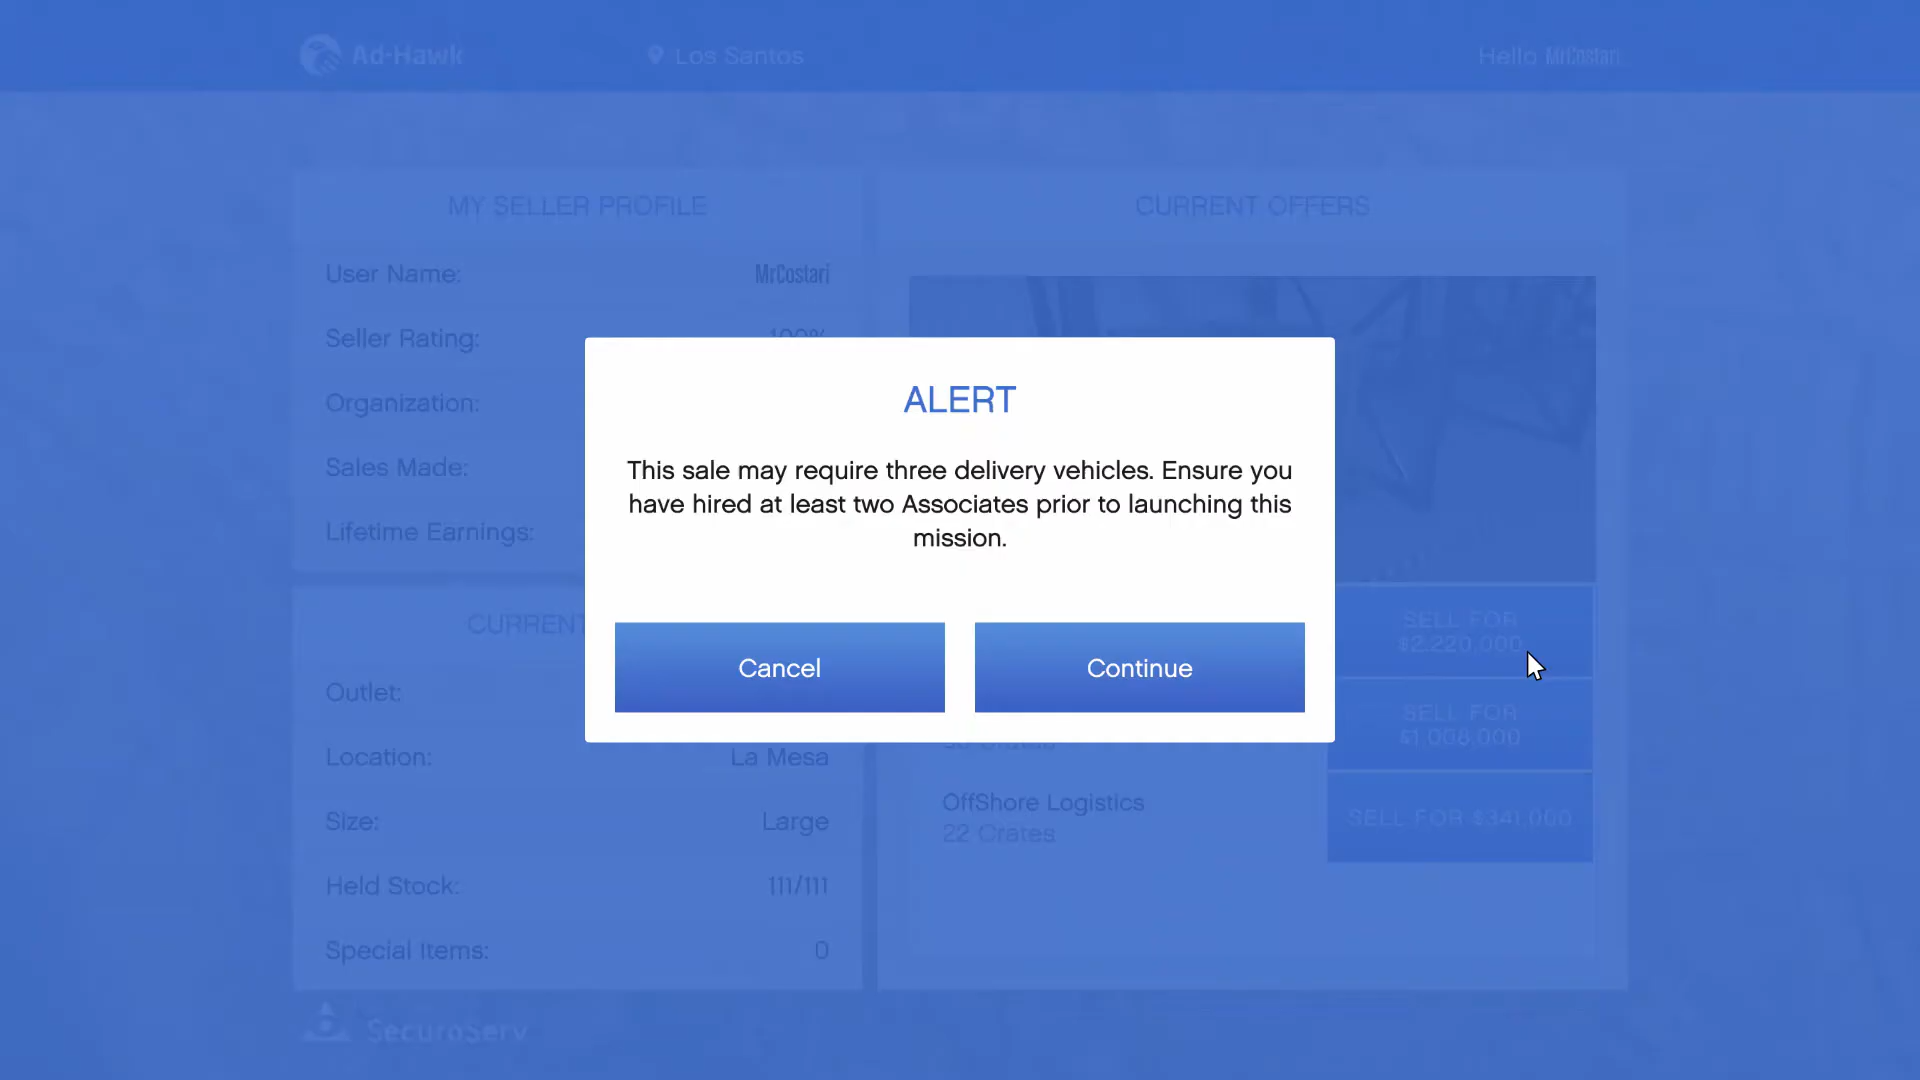 Ad-Hawk
Los Santos
Hello MrCostari
MY SELLER PROFILE
CURRENT OFFERS
User Name: MrCostari
Seller Rating: 100%
Organization:
Sales Made:
Lifetime Earnings:
ALERT
This sale may require three delivery vehicles. Ensure you
have hired at least two Associates prior to launching this
mission.
Cancel
Continue
SELL FOR
$2,220,000
SELL FOR
$1,008,000
CURRENT
Outlet:
Location: La Mesa
Size: Large
Held Stock: 111/111
Special Items: 0
Crates
OffShore Logistics
22 Crates
SELL FOR $341,000
SecuroServ